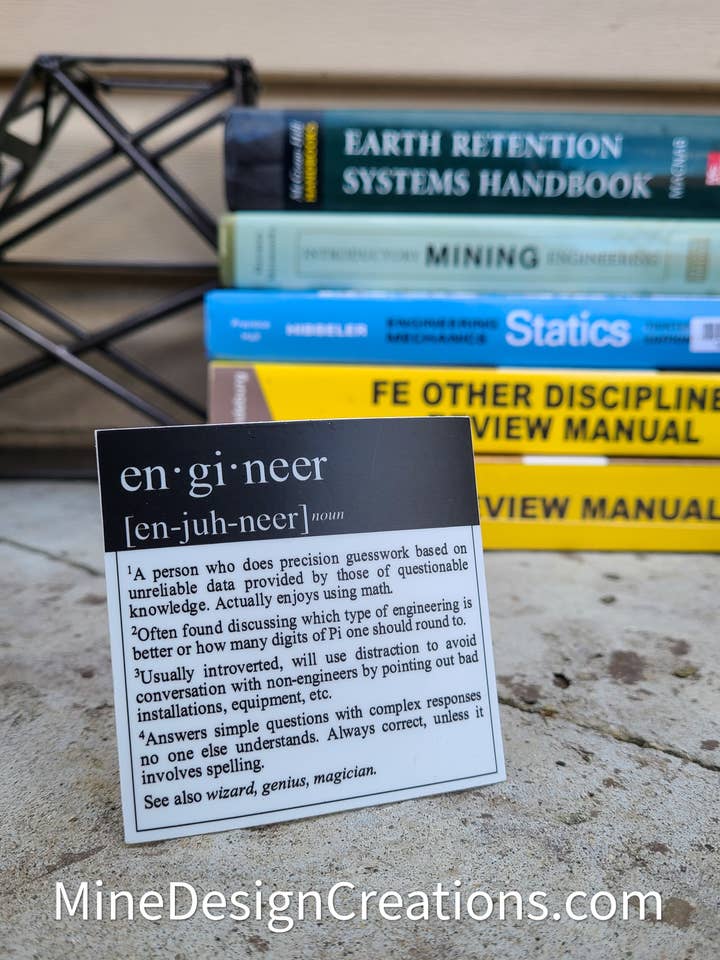 McGraw-Hill
HANDBOOKS
EARTH RETENTION
SYSTEMS HANDBOOK
MACNAB
INTRODUCTORY MINING ENGINEERING
HIBBELER
ENGINEERING
MECHANICS
Statics
FE OTHER DISCIPLINE
REVIEW MANUAL
VIEW MANUAL
en·gi·neer
[en-juh-neer] noun
¹A person who does precision guesswork based on
unreliable data provided by those of questionable
knowledge. Actually enjoys using math.
²Often found discussing which type of engineering is
better or how many digits of Pi one should round to.
³Usually introverted, will use distraction to avoid
conversation with non-engineers by pointing out bad
installations, equipment, etc.
⁴Answers simple questions with complex responses
no one else understands. Always correct, unless it
involves spelling.
See also wizard, genius, magician.
MineDesignCreations.com